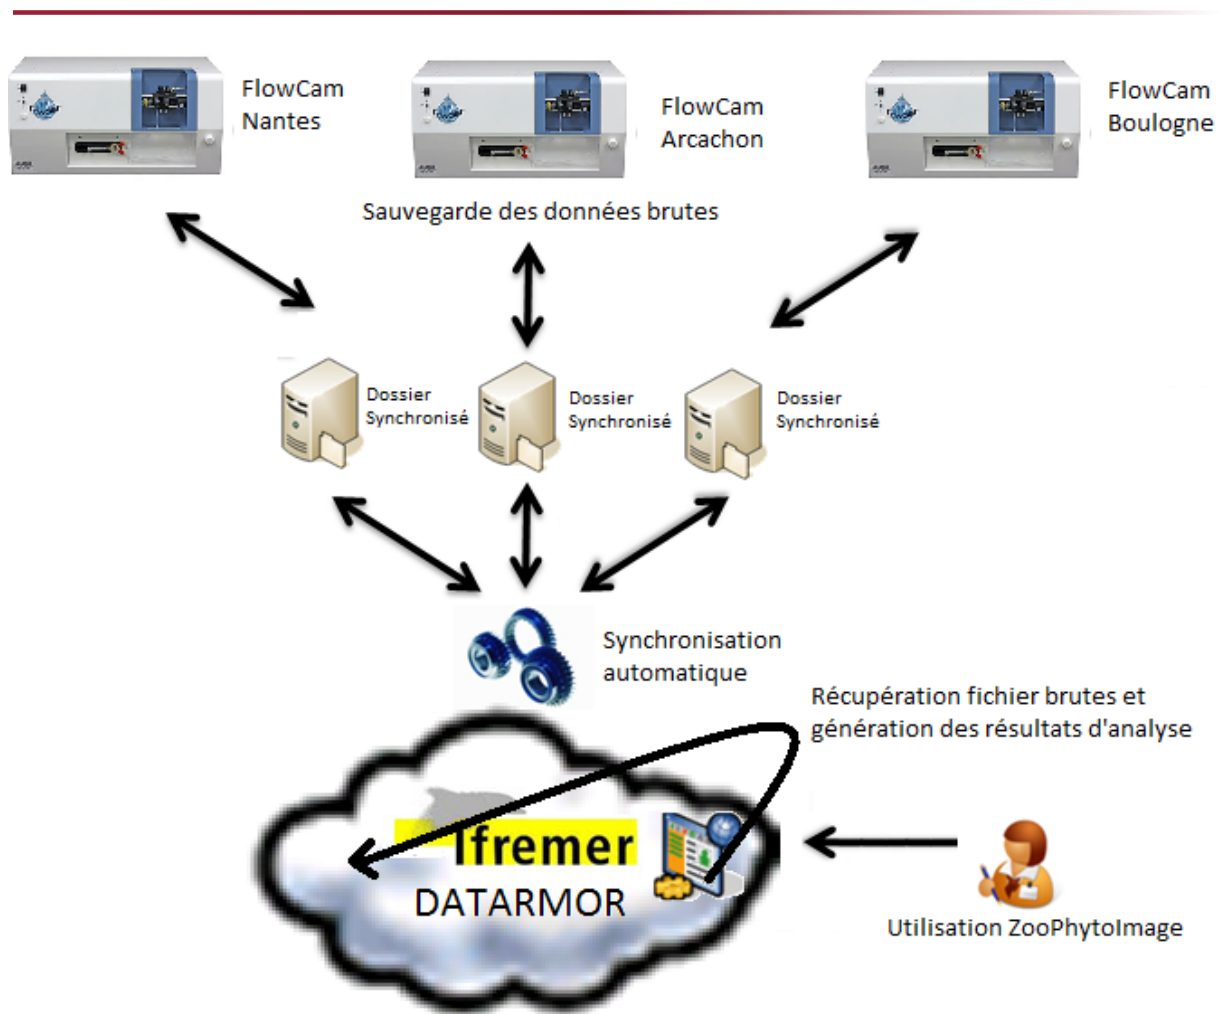 FlowCam
Nantes
FlowCam
Arcachon
FlowCam
Boulogne
Sauvegarde des données brutes
Dossier
Synchronisé
Dossier
Synchronisé
Dossier
Synchronisé
Synchronisation
automatique
Récupération fichier brutes et
génération des résultats d'analyse
Ifremer
DATARMOR
Utilisation ZooPhytoImage